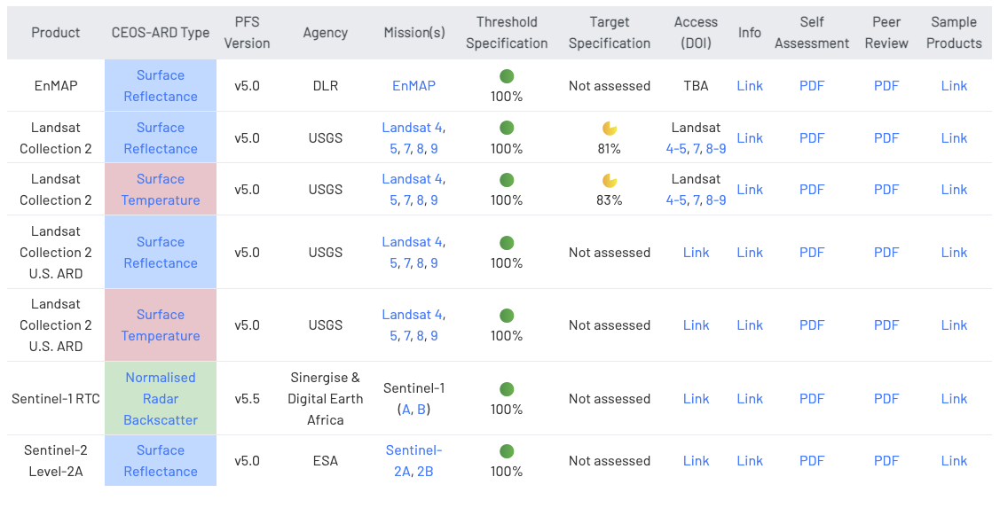 Product CEOS-ARD Type PFS Version Agency Mission(s) Threshold Specification Target Specification Access (DOI) Info Self Assessment Peer Review Sample Products
EnMAP Surface Reflectance v5.0 DLR EnMAP 100% Not assessed TBA Link PDF PDF Link
Landsat Collection 2 Surface Reflectance v5.0 USGS Landsat 4, 5, 7, 8, 9 100% 81% Landsat 4-5, 7, 8-9 Link PDF PDF Link
Landsat Collection 2 Surface Temperature v5.0 USGS Landsat 4, 5, 7, 8, 9 100% 83% Landsat 4-5, 7, 8-9 Link PDF PDF Link
Landsat Collection 2 U.S. ARD Surface Reflectance v5.0 USGS Landsat 4, 5, 7, 8, 9 100% Not assessed Link Link PDF PDF Link
Landsat Collection 2 U.S. ARD Surface Temperature v5.0 USGS Landsat 4, 5, 7, 8, 9 100% Not assessed Link Link PDF PDF Link
Sentinel-1 RTC Normalised Radar Backscatter v5.5 Sinergise & Digital Earth Africa Sentinel-1 (A, B) 100% Not assessed Link Link PDF PDF Link
Sentinel-2 Level-2A Surface Reflectance v5.0 ESA Sentinel-2A, 2B 100% Not assessed Link Link PDF PDF Link